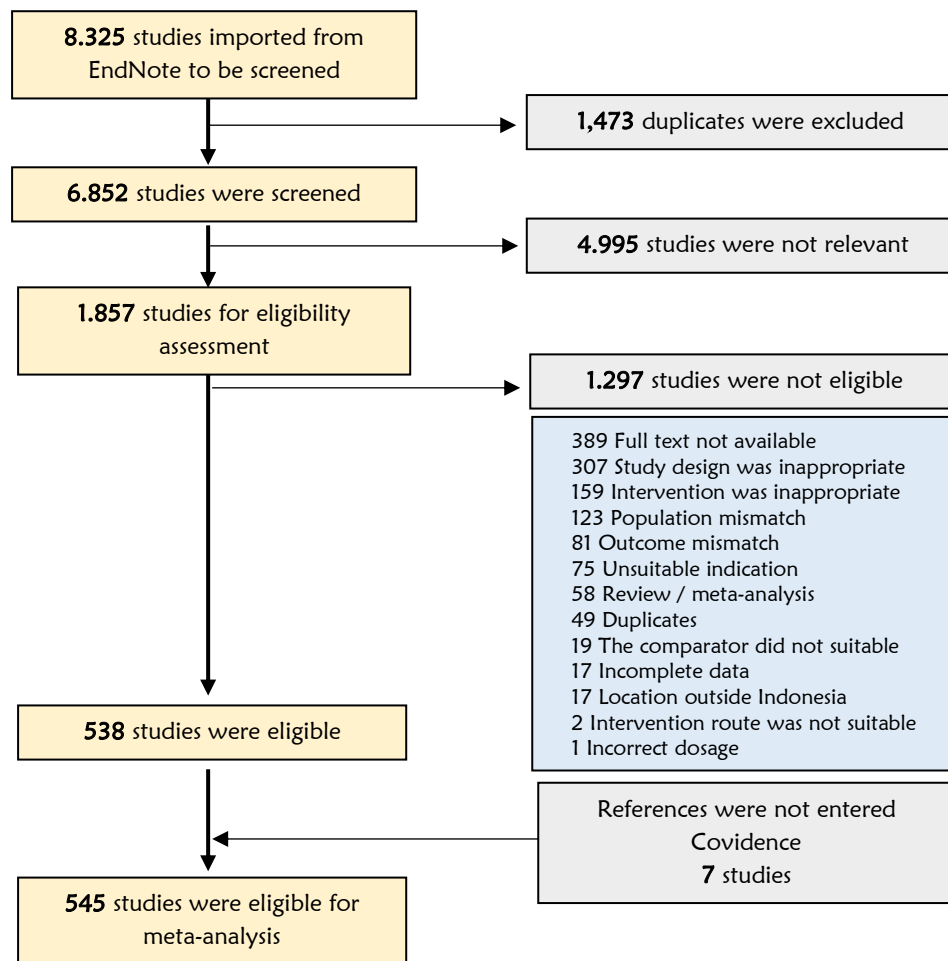 8.325 studies imported from
EndNote to be screened
1,473 duplicates were excluded
6.852 studies were screened
4.995 studies were not relevant
1.857 studies for eligibility
assessment
1.297 studies were not eligible
389 Full text not available
307 Study design was inappropriate
159 Intervention was inappropriate
123 Population mismatch
81 Outcome mismatch
75 Unsuitable indication
58 Review / meta-analysis
49 Duplicates
19 The comparator did not suitable
17 Incomplete data
17 Location outside Indonesia
2 Intervention route was not suitable
1 Incorrect dosage
538 studies were eligible
References were not entered
Covidence
7 studies
545 studies were eligible for
meta-analysis